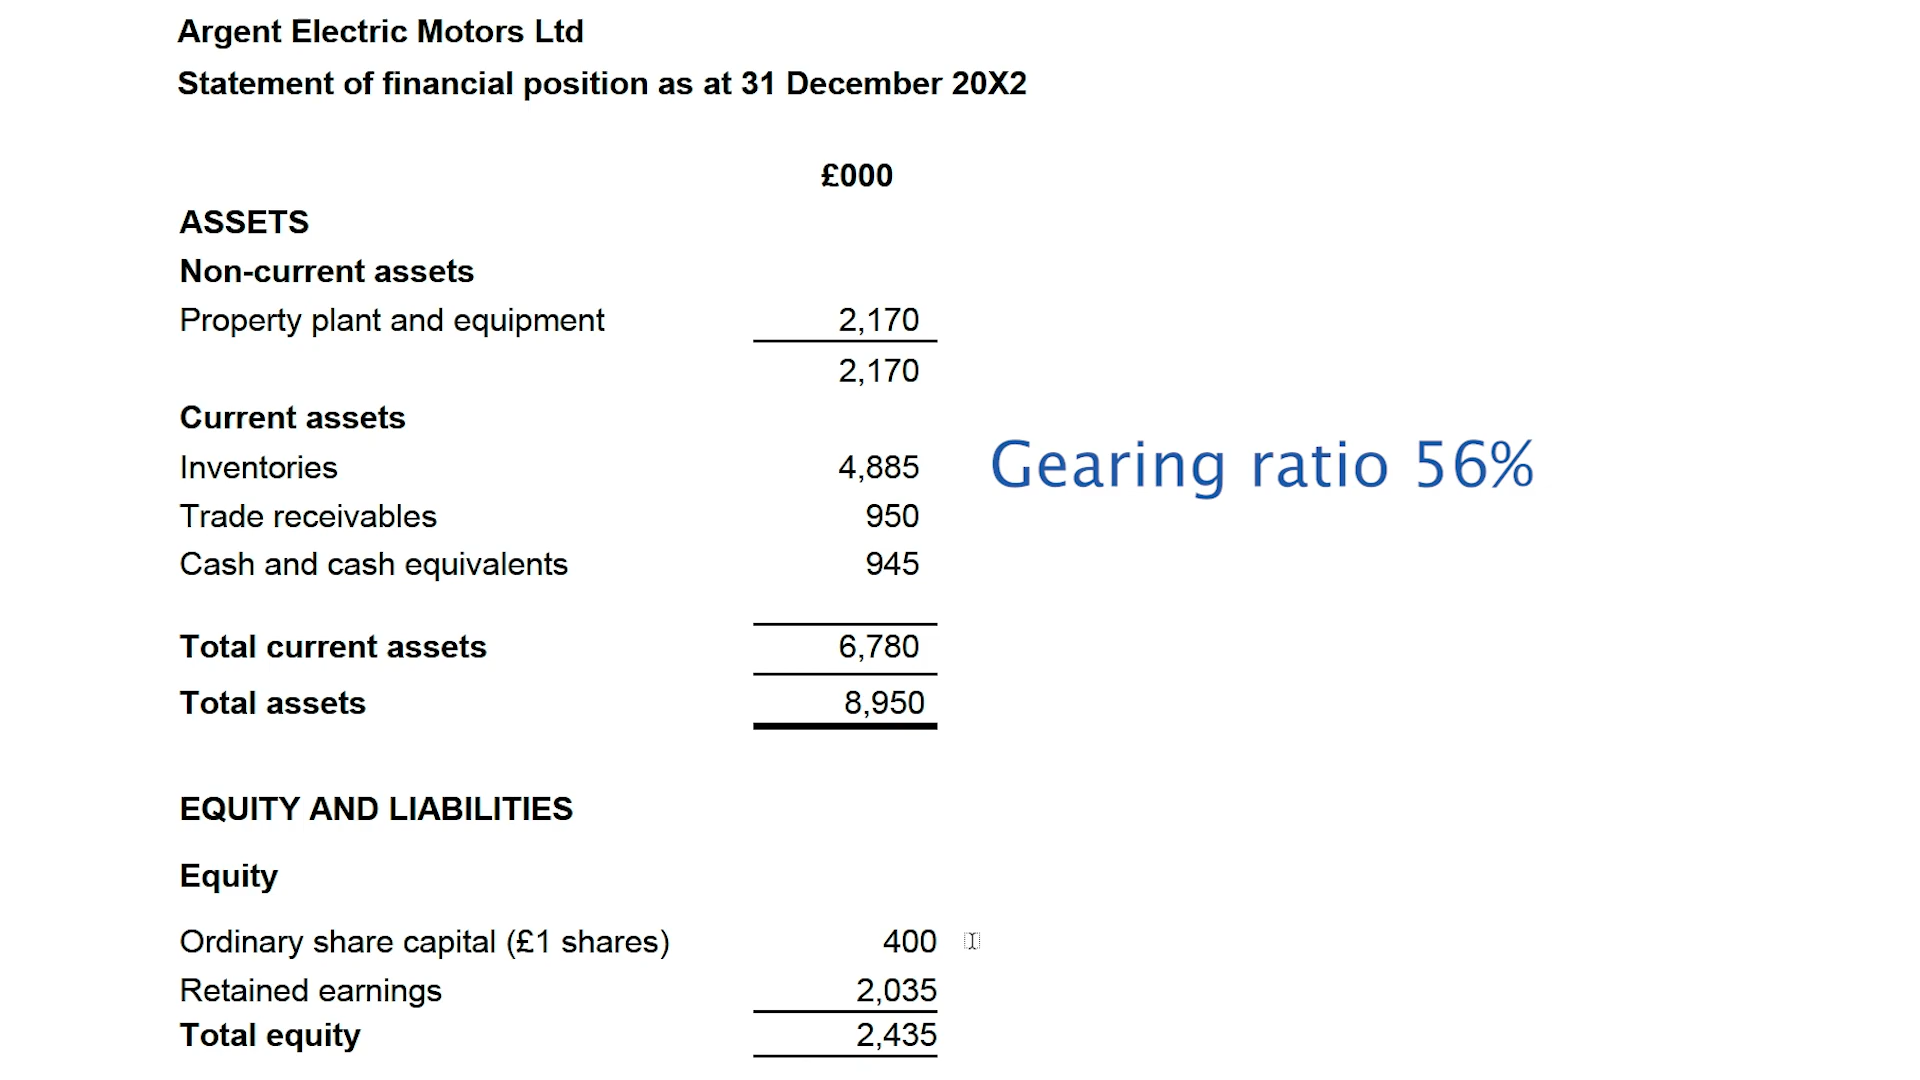 Argent Electric Motors Ltd
Statement of financial position as at 31 December 20X2
£000
ASSETS
Non-current assets
Property plant and equipment 2,170
2,170
Current assets
Inventories 4,885
Gearing ratio 56%
Trade receivables 950
Cash and cash equivalents 945
Total current assets 6,780
Total assets 8,950
EQUITY AND LIABILITIES
Equity
Ordinary share capital (£1 shares) 400
Retained earnings 2,035
Total equity 2,435